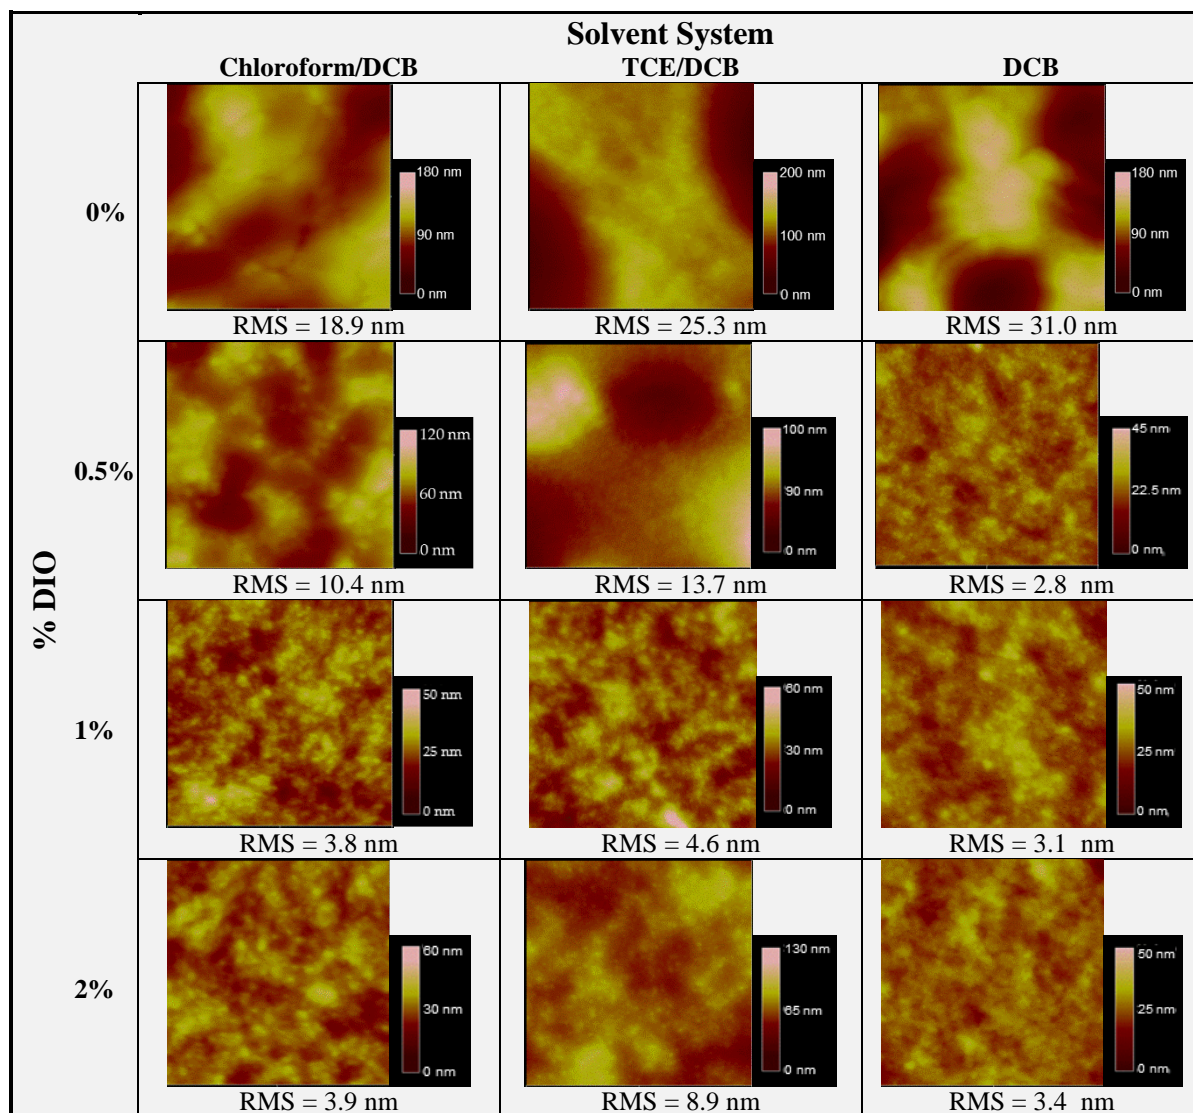 Solvent System
Chloroform/DCB TCE/DCB DCB
% DIO
0%
180 nm
90 nm
0 nm
200 nm
100 nm
0 nm
180 nm
90 nm
0 nm
RMS = 18.9 nm RMS = 25.3 nm RMS = 31.0 nm
0.5%
120 nm
60 nm
0 nm
100 nm
90 nm
0 nm
45 nm
22.5 nm
0 nm
RMS = 10.4 nm RMS = 13.7 nm RMS = 2.8 nm
1%
50 nm
25 nm
0 nm
60 nm
30 nm
0 nm
50 nm
25 nm
0 nm
RMS = 3.8 nm RMS = 4.6 nm RMS = 3.1 nm
2%
60 nm
30 nm
0 nm
130 nm
65 nm
0 nm
50 nm
25 nm
0 nm
RMS = 3.9 nm RMS = 8.9 nm RMS = 3.4 nm